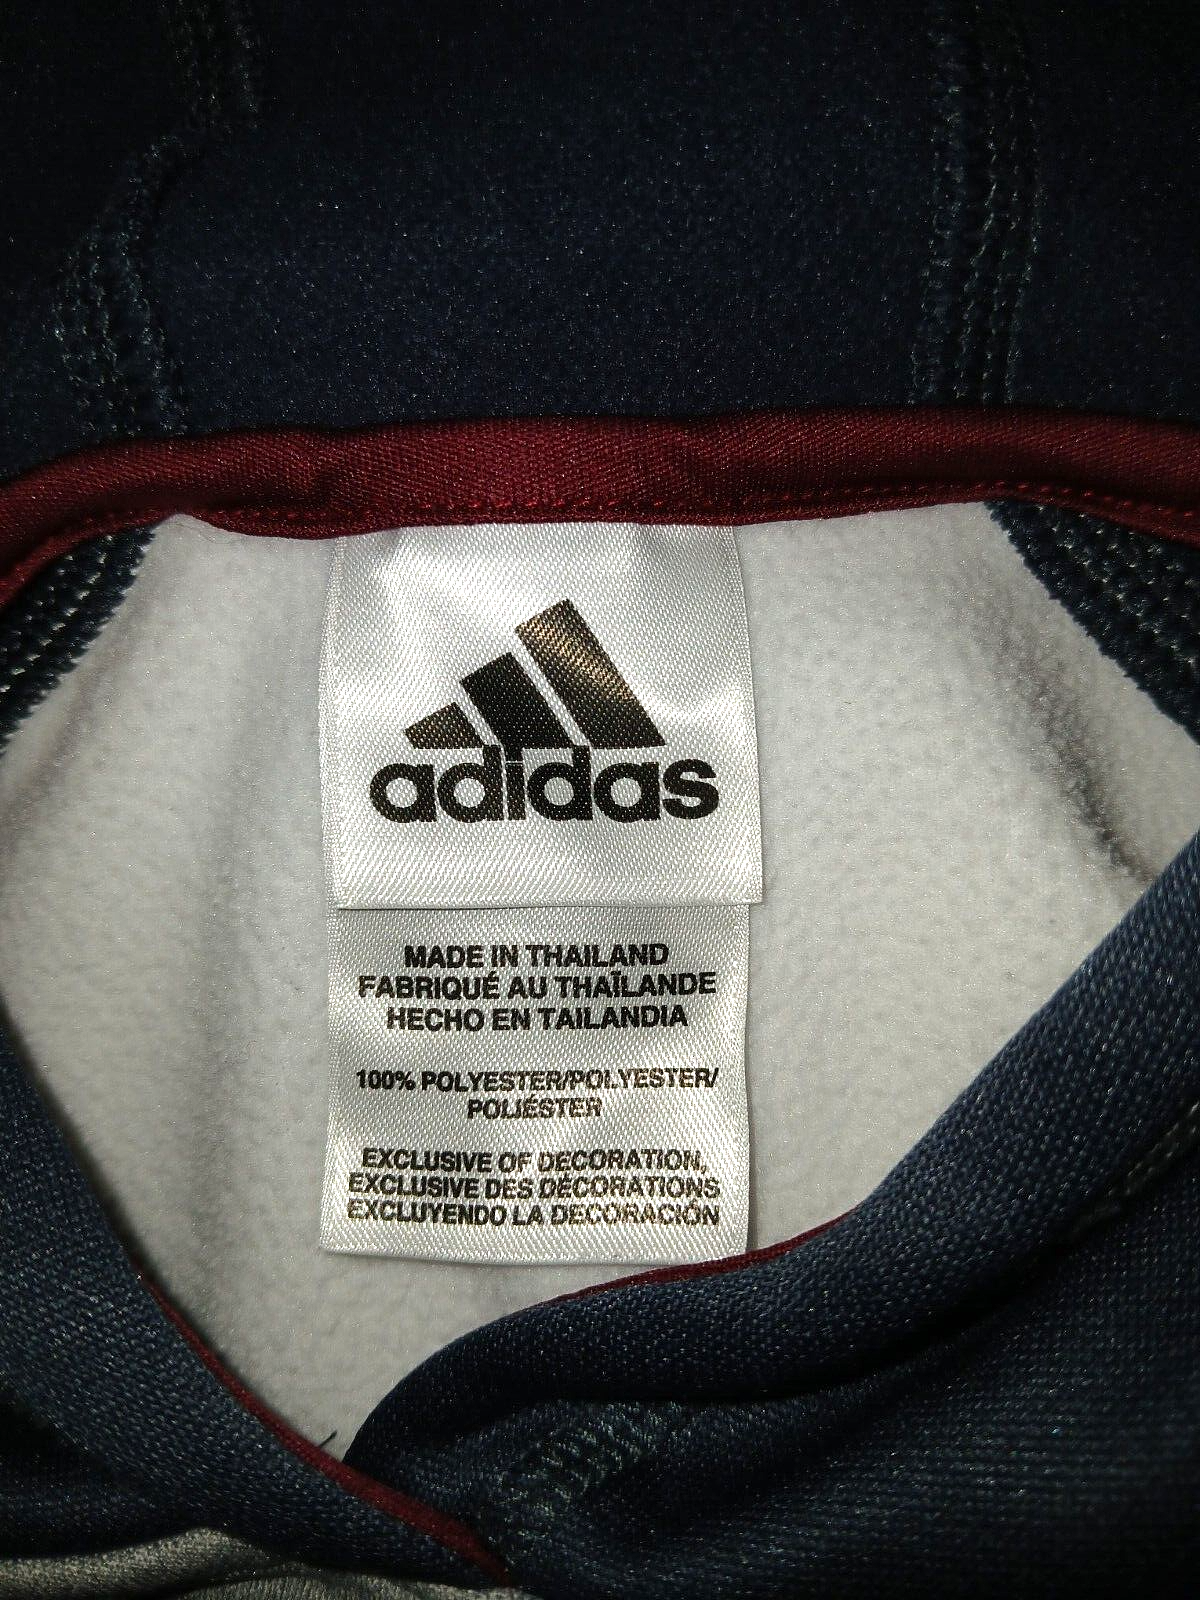 adidas
MADE IN THAILAND
FABRIQUÉ AU THAÏLANDE
HECHO EN TAILANDIA
100% POLYESTER/POLYESTER/
POLIÉSTER
EXCLUSIVE OF DECORATION,
EXCLUSIVE DES DÉCORATIONS
EXCLUYENDO LA DECORACIÓN